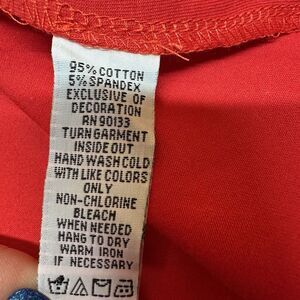 95% COTTON
5% SPANDEX
EXCLUSIVE OF
DECORATION
RN 90133
TURN GARMENT
INSIDE OUT
HAND WASH COLD
WITH LIKE COLORS
ONLY
NON-CHLORINE
BLEACH
WHEN NEEDED
HANG TO DRY
WARM IRON
IF NECESSARY